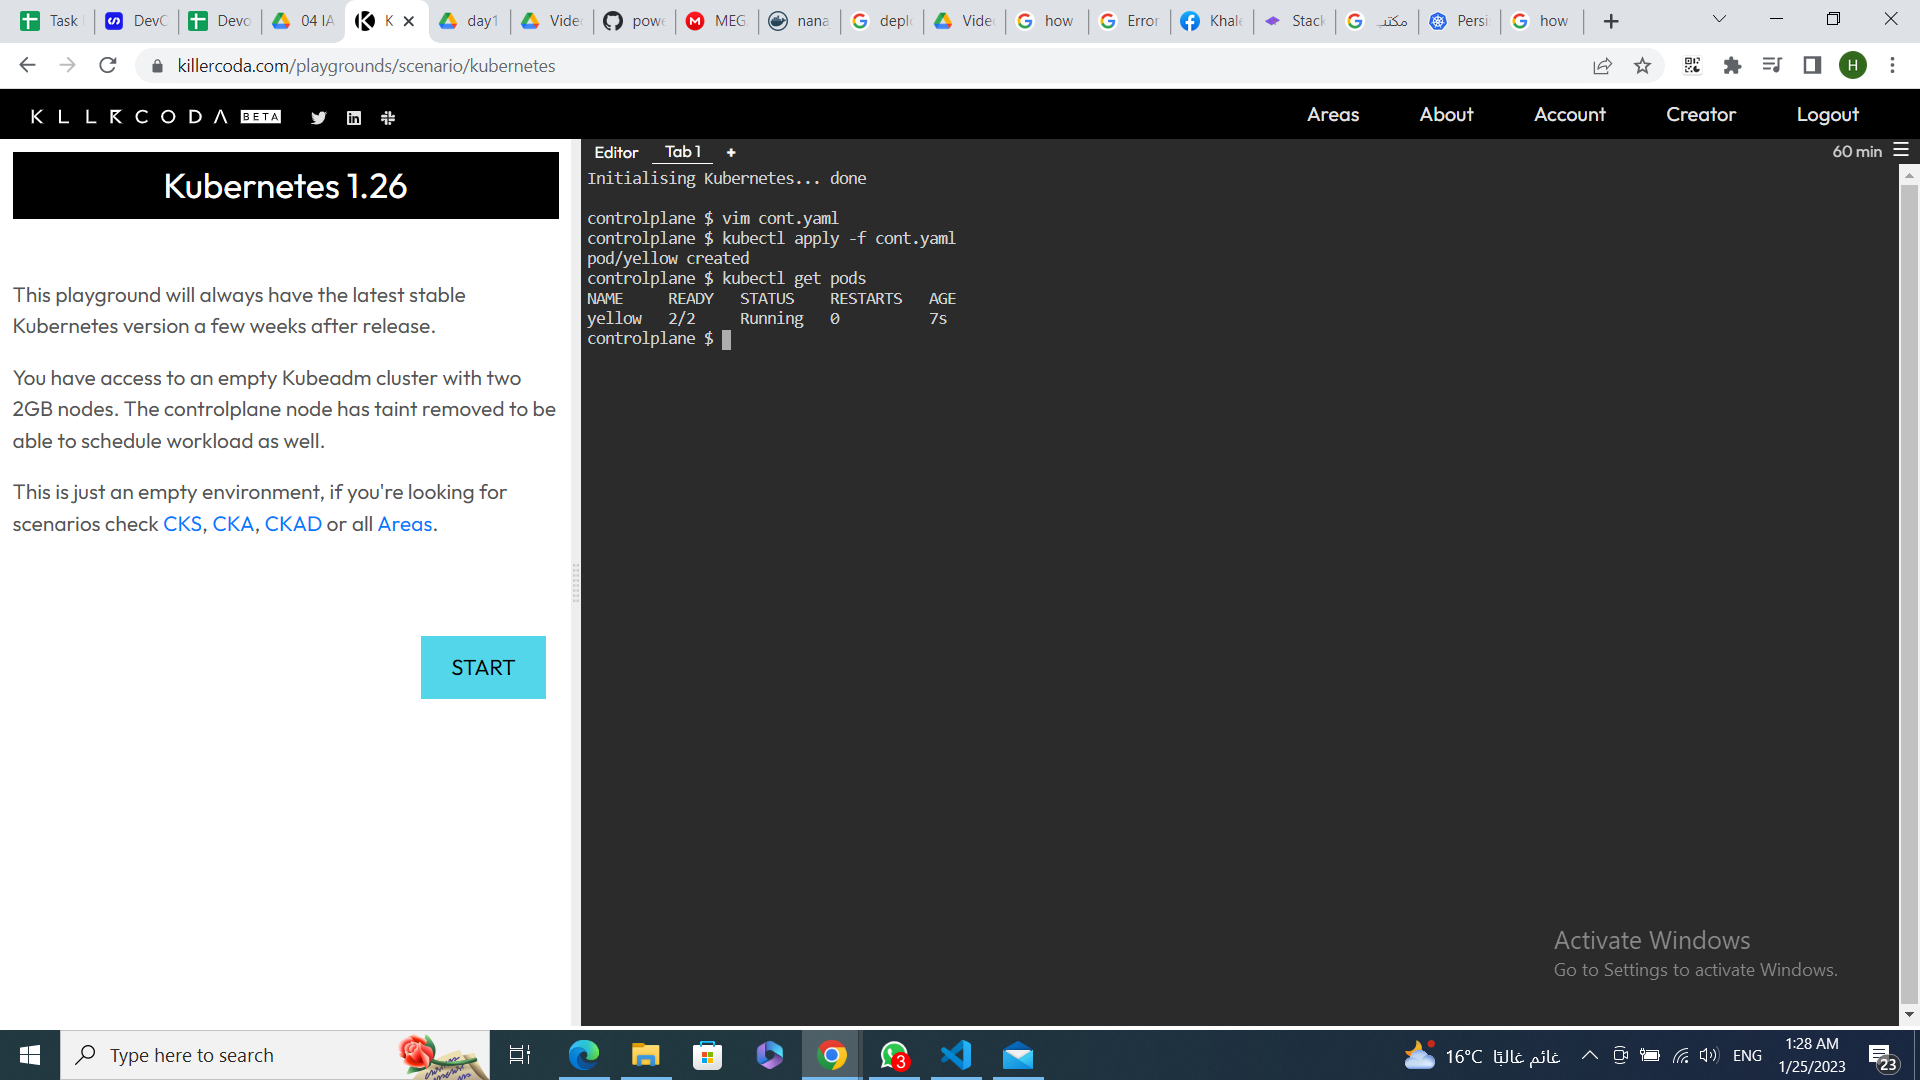 Task
DevC
Devo
04 IA
K
day1
Video
powe
MEG
nana
deplo
Video
how
Error
Khale
Stack
مكتب
Persi
how
killercoda.com/playgrounds/scenario/kubernetes
H
KLLRCODA BETA
Areas
About
Account
Creator
Logout
Kubernetes 1.26
This playground will always have the latest stable
Kubernetes version a few weeks after release.
You have access to an empty Kubeadm cluster with two
2GB nodes. The controlplane node has taint removed to be
able to schedule workload as well.
This is just an empty environment, if you're looking for
scenarios check CKS, CKA, CKAD or all Areas.
START
Editor Tab 1 +
60 min
Initialising Kubernetes... done
controlplane $ vim cont.yaml
controlplane $ kubectl apply -f cont.yaml
pod/yellow created
controlplane $ kubectl get pods
NAME READY STATUS RESTARTS AGE
yellow 2/2 Running 0 7s
controlplane $
Activate Windows
Go to Settings to activate Windows.
Type here to search
3
16°C غائم غالبًا
ENG
1:28 AM
1/25/2023
23